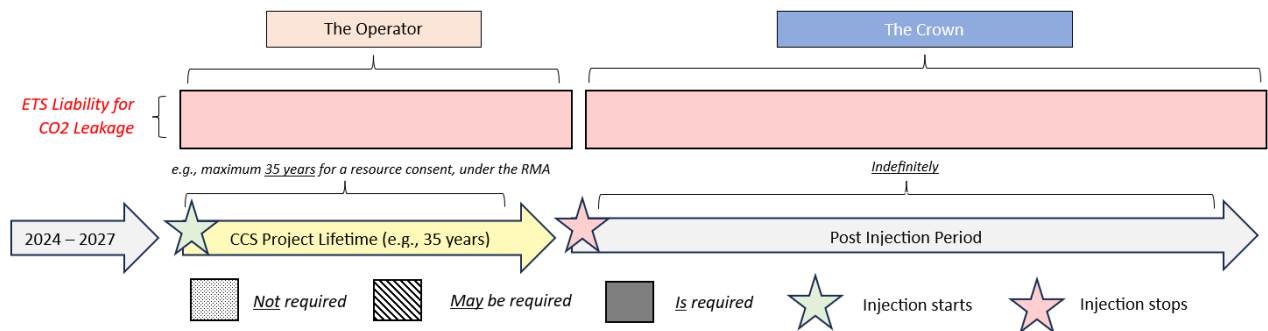 The Operator
The Crown
ETS Liability for
CO2 Leakage
e.g., maximum 35 years for a resource consent, under the RMA
Indefinitely
2024 – 2027
CCS Project Lifetime (e.g., 35 years)
Post Injection Period
Not required
May be required
Is required
Injection starts
Injection stops